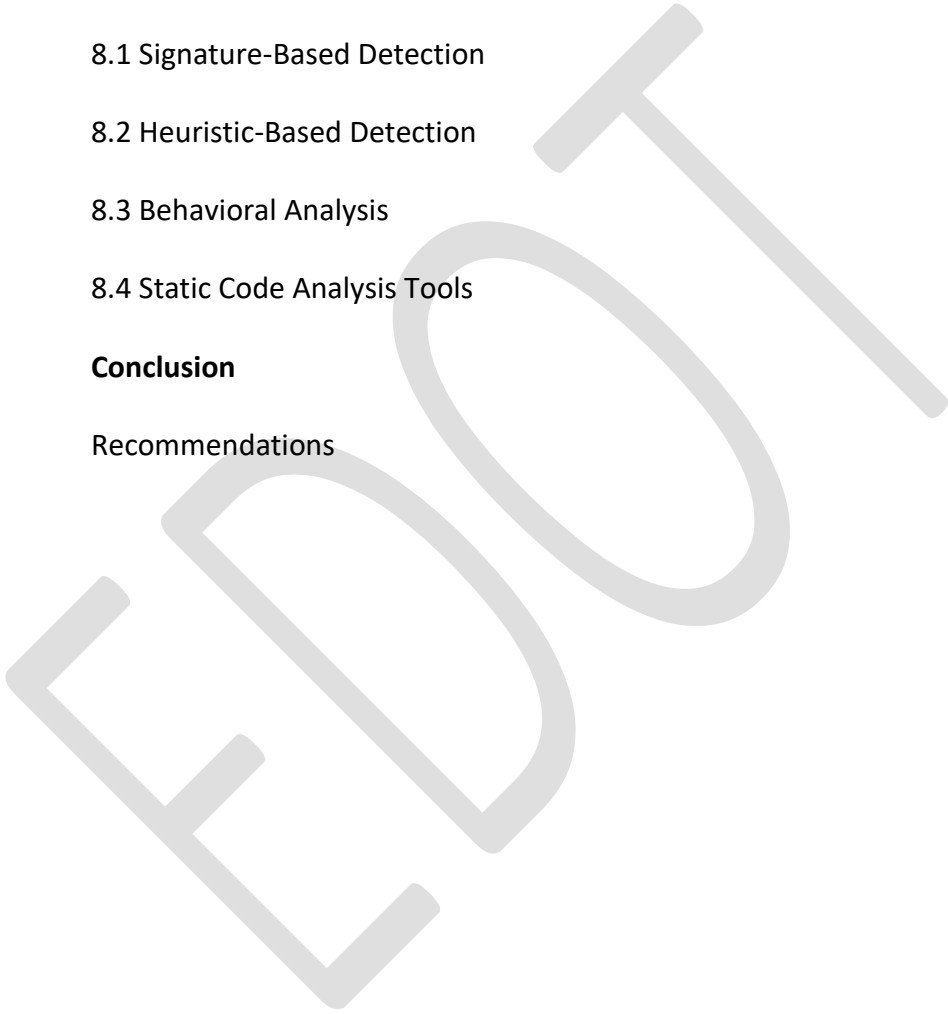 8.1 Signature-Based Detection
8.2 Heuristic-Based Detection
8.3 Behavioral Analysis
8.4 Static Code Analysis Tools
Conclusion
Recommendations
EDOT